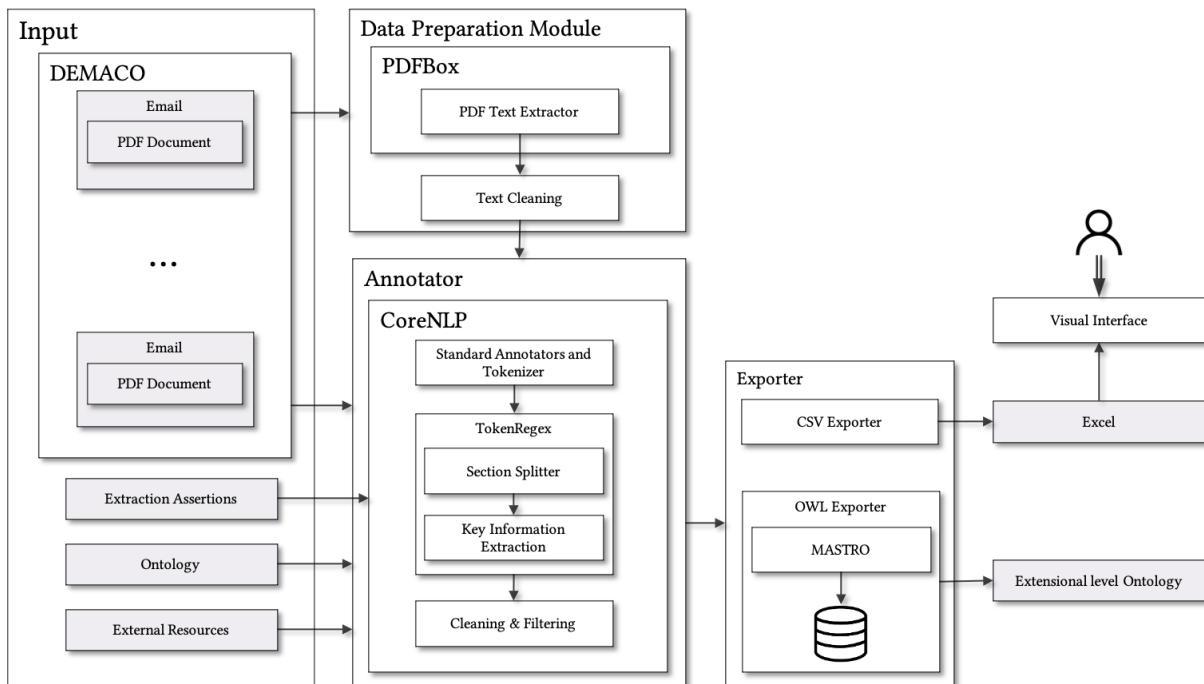 Input
DEMACO
Email
PDF Document
...
Email
PDF Document
Extraction Assertions
Ontology
External Resources
Data Preparation Module
PDFBox
PDF Text Extractor
Text Cleaning
Annotator
CoreNLP
Standard Annotators and
Tokenizer
TokenRegex
Section Splitter
Key Information
Extraction
Cleaning & Filtering
Exporter
CSV Exporter
OWL Exporter
MASTRO
Visual Interface
Excel
Extensional level Ontology